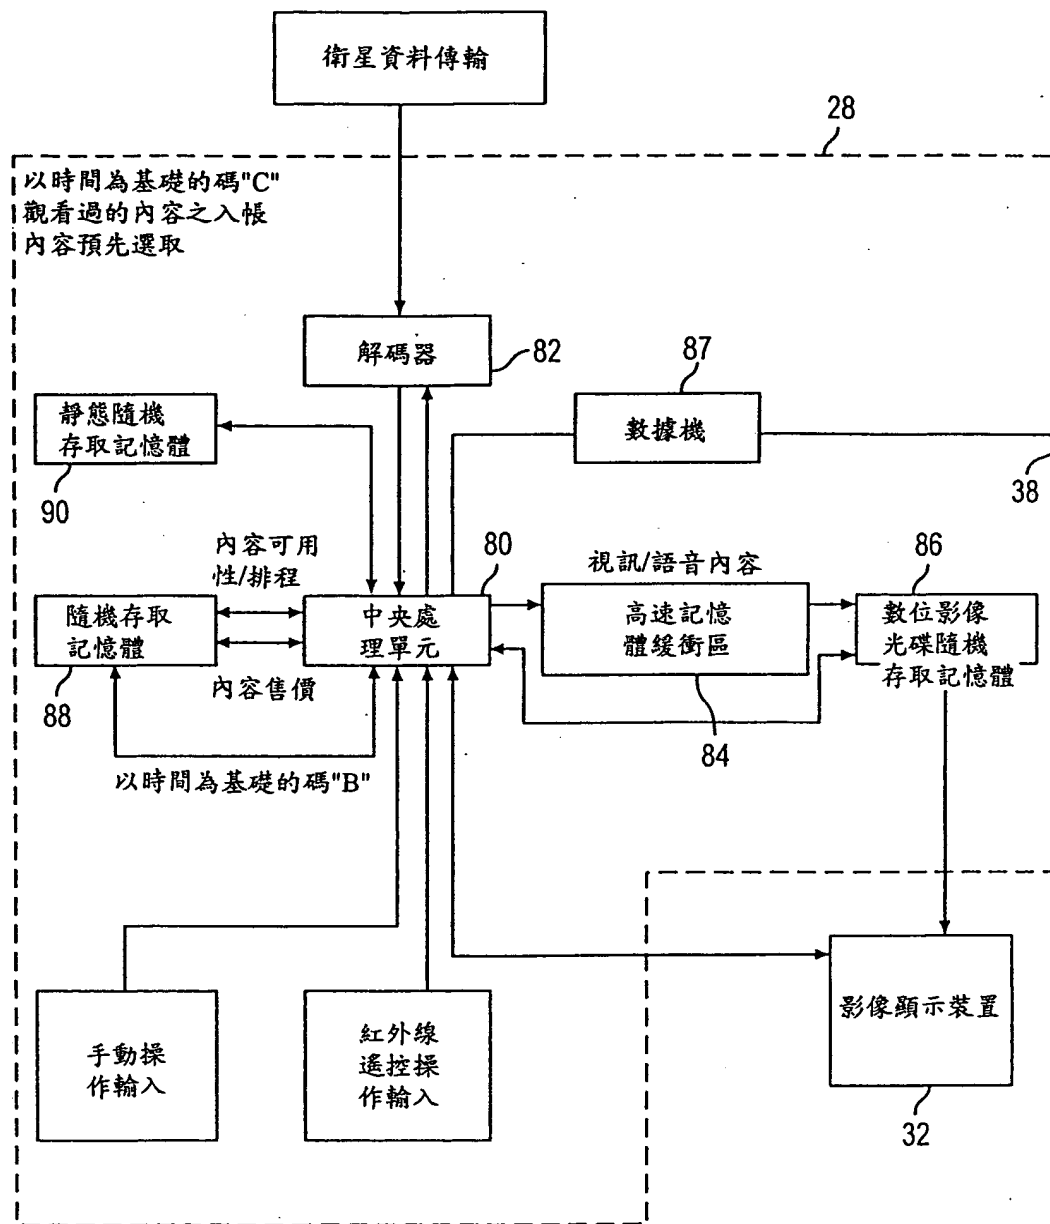 衛星資料傳輸
28
以時間為基礎的碼"C"
觀看過的內容之入帳
內容預先選取
解碼器
82
87
數據機
38
靜態隨機
存取記憶體
90
內容可用
性/排程
80
視訊/語音內容
86
隨機存取
記憶體
88
中央處
理單元
高速記憶
體緩衝區
84
數位影像
光碟隨機
存取記憶體
內容售價
以時間為基礎的碼"B"
手動操
作輸入
紅外線
遙控操
作輸入
影像顯示裝置
32